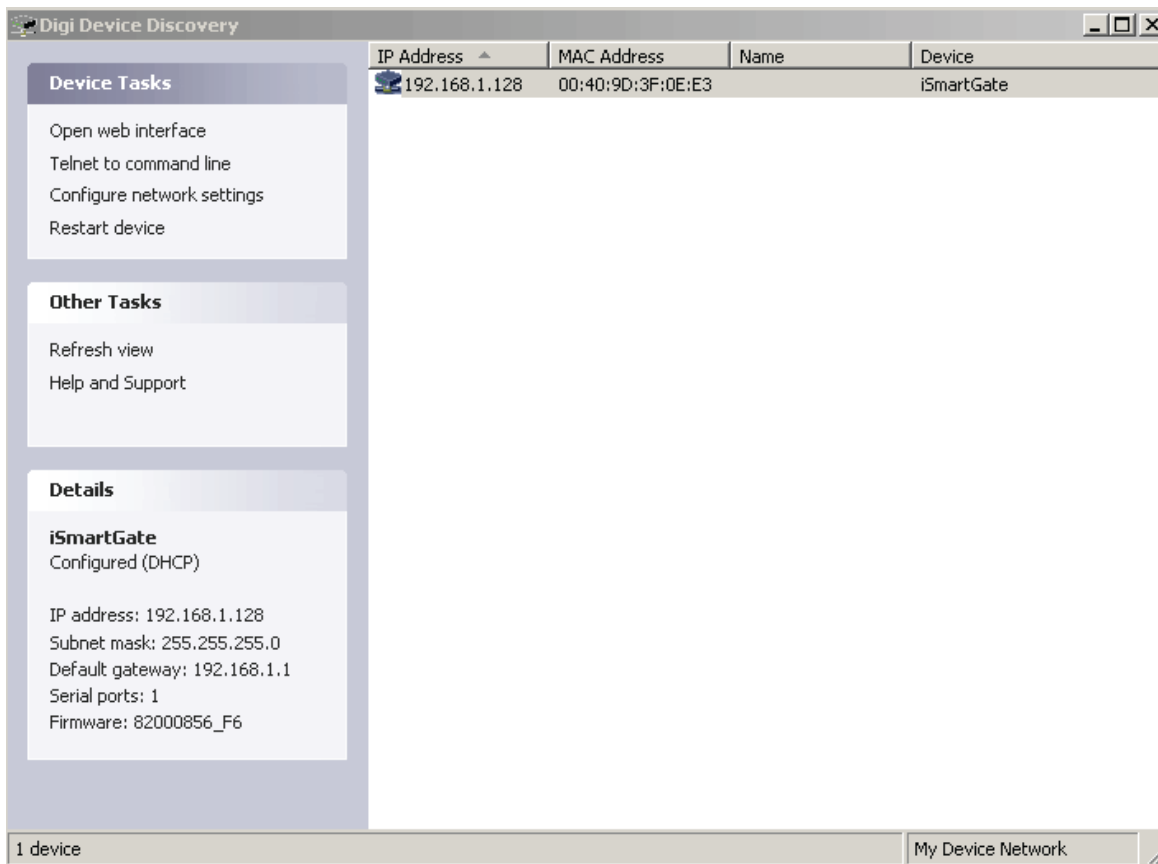 Digi Device Discovery
Device Tasks
Open web interface
Telnet to command line
Configure network settings
Restart device
Other Tasks
Refresh view
Help and Support
Details
iSmartGate
Configured (DHCP)
IP address: 192.168.1.128
Subnet mask: 255.255.255.0
Default gateway: 192.168.1.1
Serial ports: 1
Firmware: 82000856_F6
IP Address MAC Address Name Device
192.168.1.128 00:40:9D:3F:0E:E3 iSmartGate
1 device My Device Network